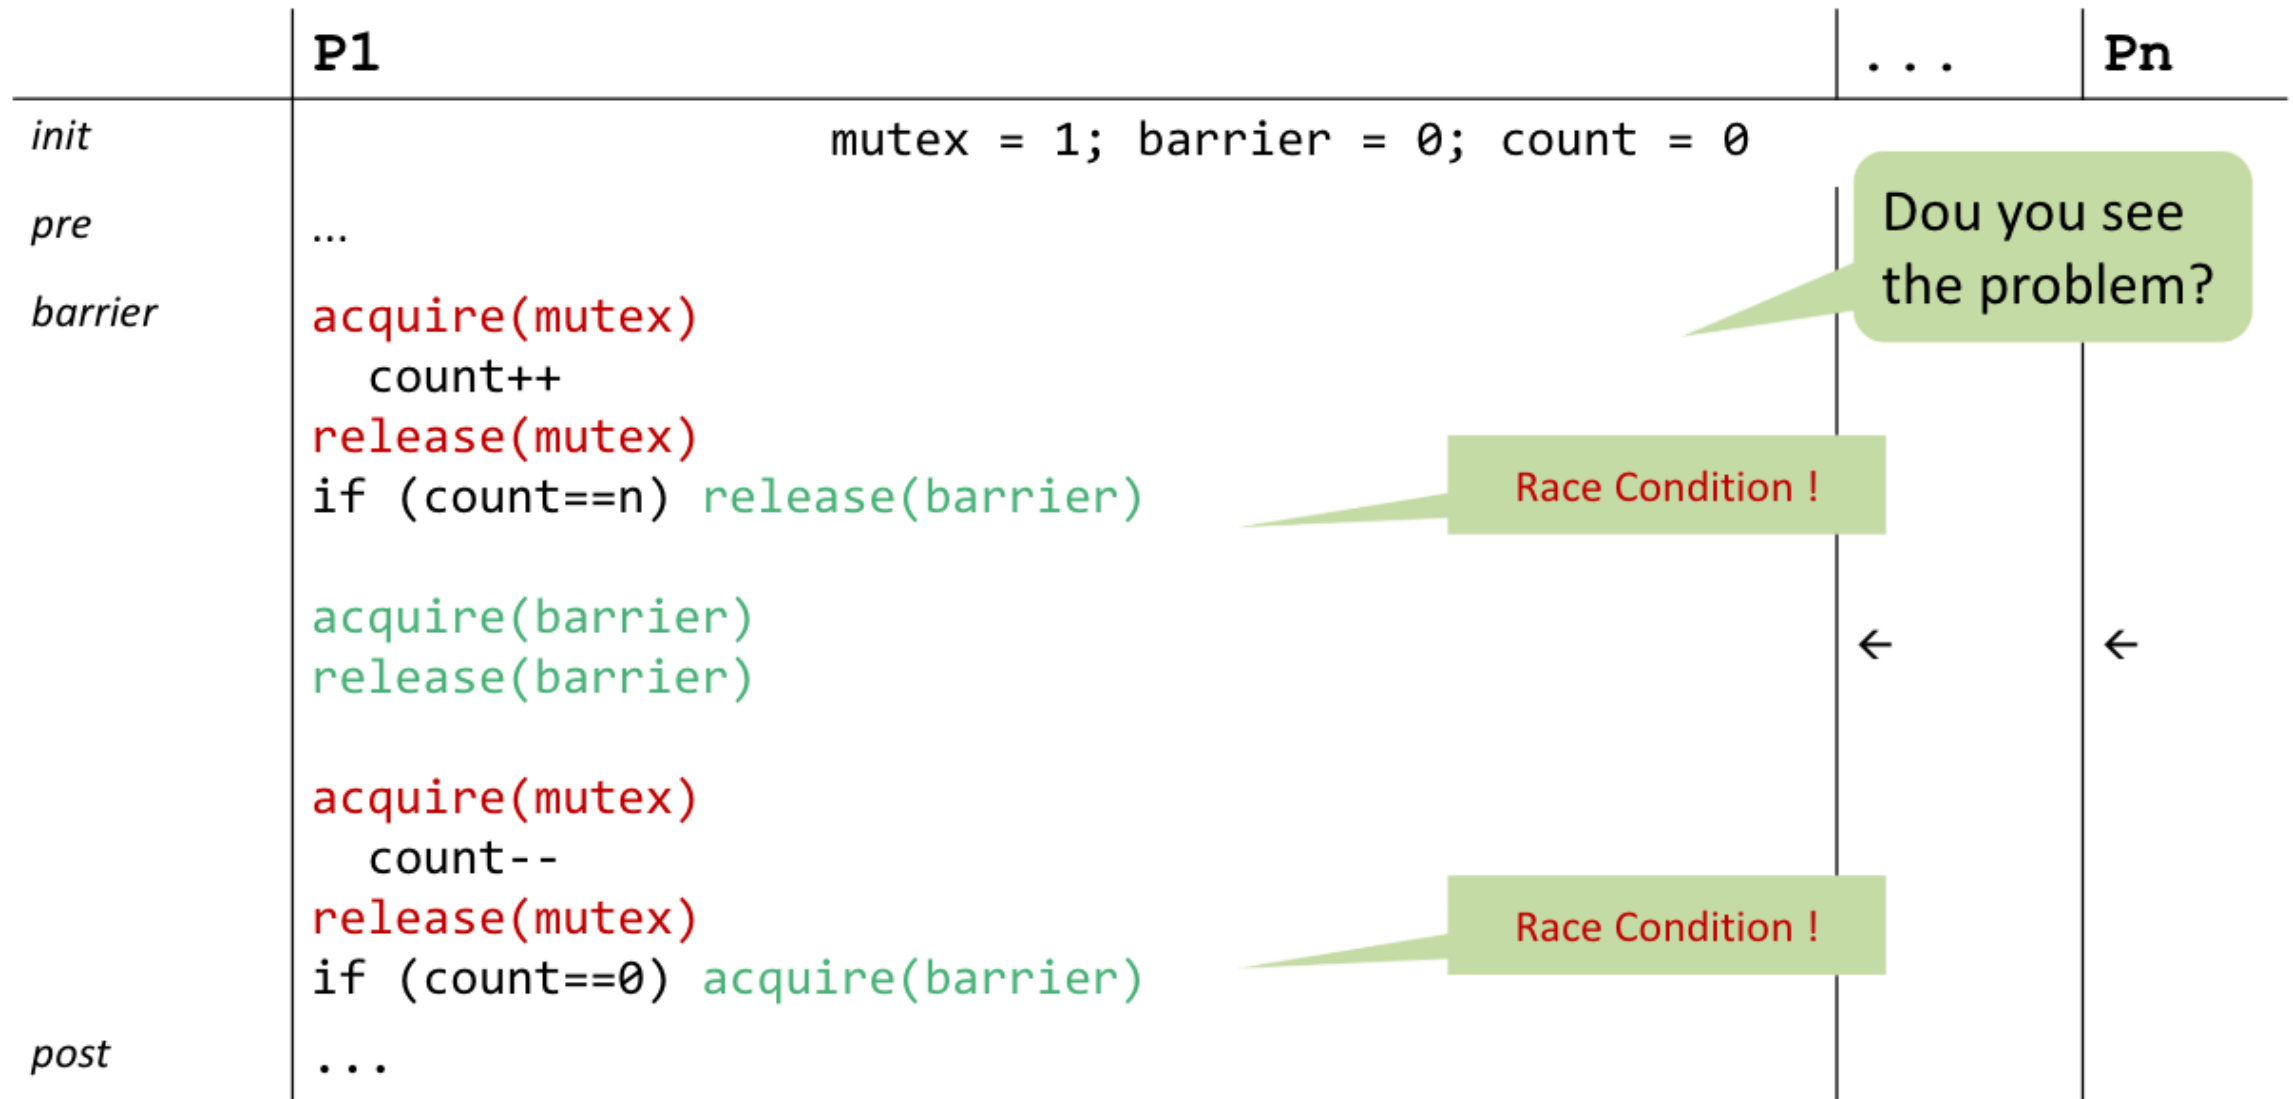 P1 ... Pn
init mutex = 1; barrier = 0; count = 0
Dou you see
the problem?
pre ...
barrier acquire(mutex)
count++
release(mutex)
if (count==n) release(barrier)
Race Condition !
acquire(barrier)
← ←
release(barrier)
acquire(mutex)
count--
release(mutex)
Race Condition !
if (count==0) acquire(barrier)
post ...